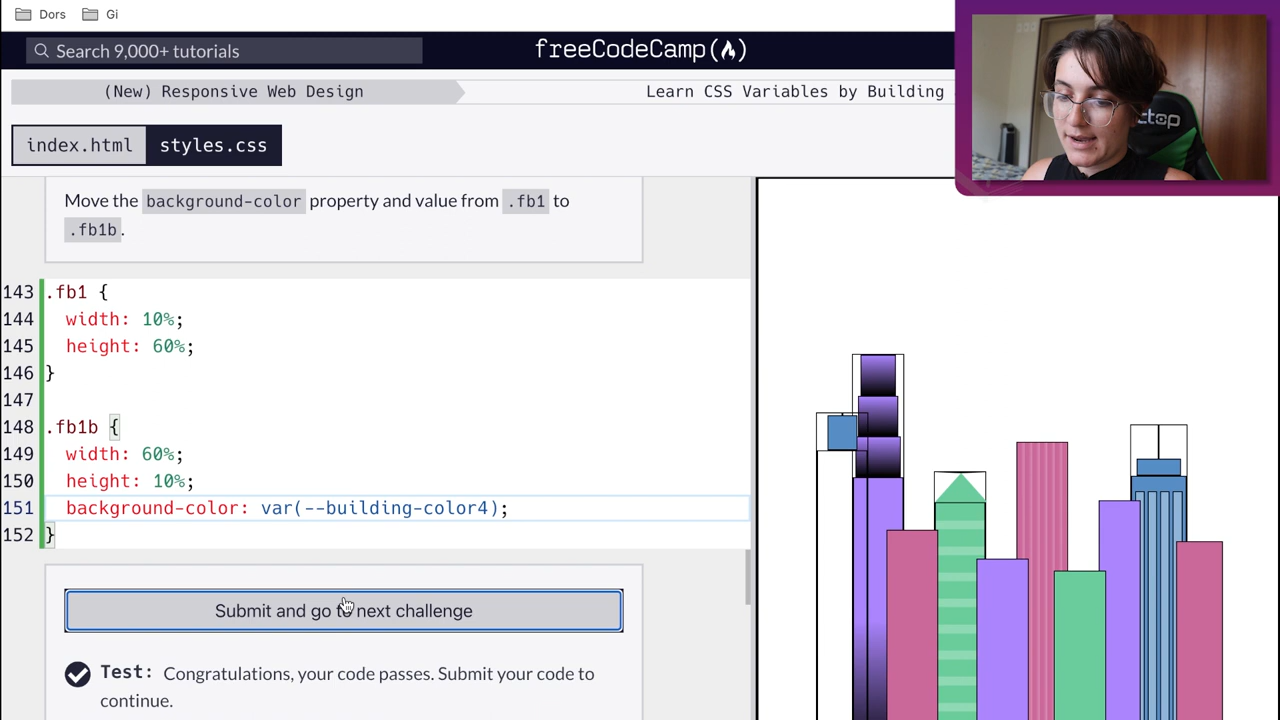 Dors Gi
Search 9,000+ tutorials
freeCodeCamp
(New) Responsive Web Design
Learn CSS Variables by Building
index.html styles.css
Move the background-color property and value from .fb1 to
.fb1b.
143 .fb1 {
144 width: 10%;
145 height: 60%;
146 }
147
148 .fb1b {
149 width: 60%;
150 height: 10%;
151 background-color: var(--building-color4);
152 }
Submit and go to next challenge
Test: Congratulations, your code passes. Submit your code to
continue.